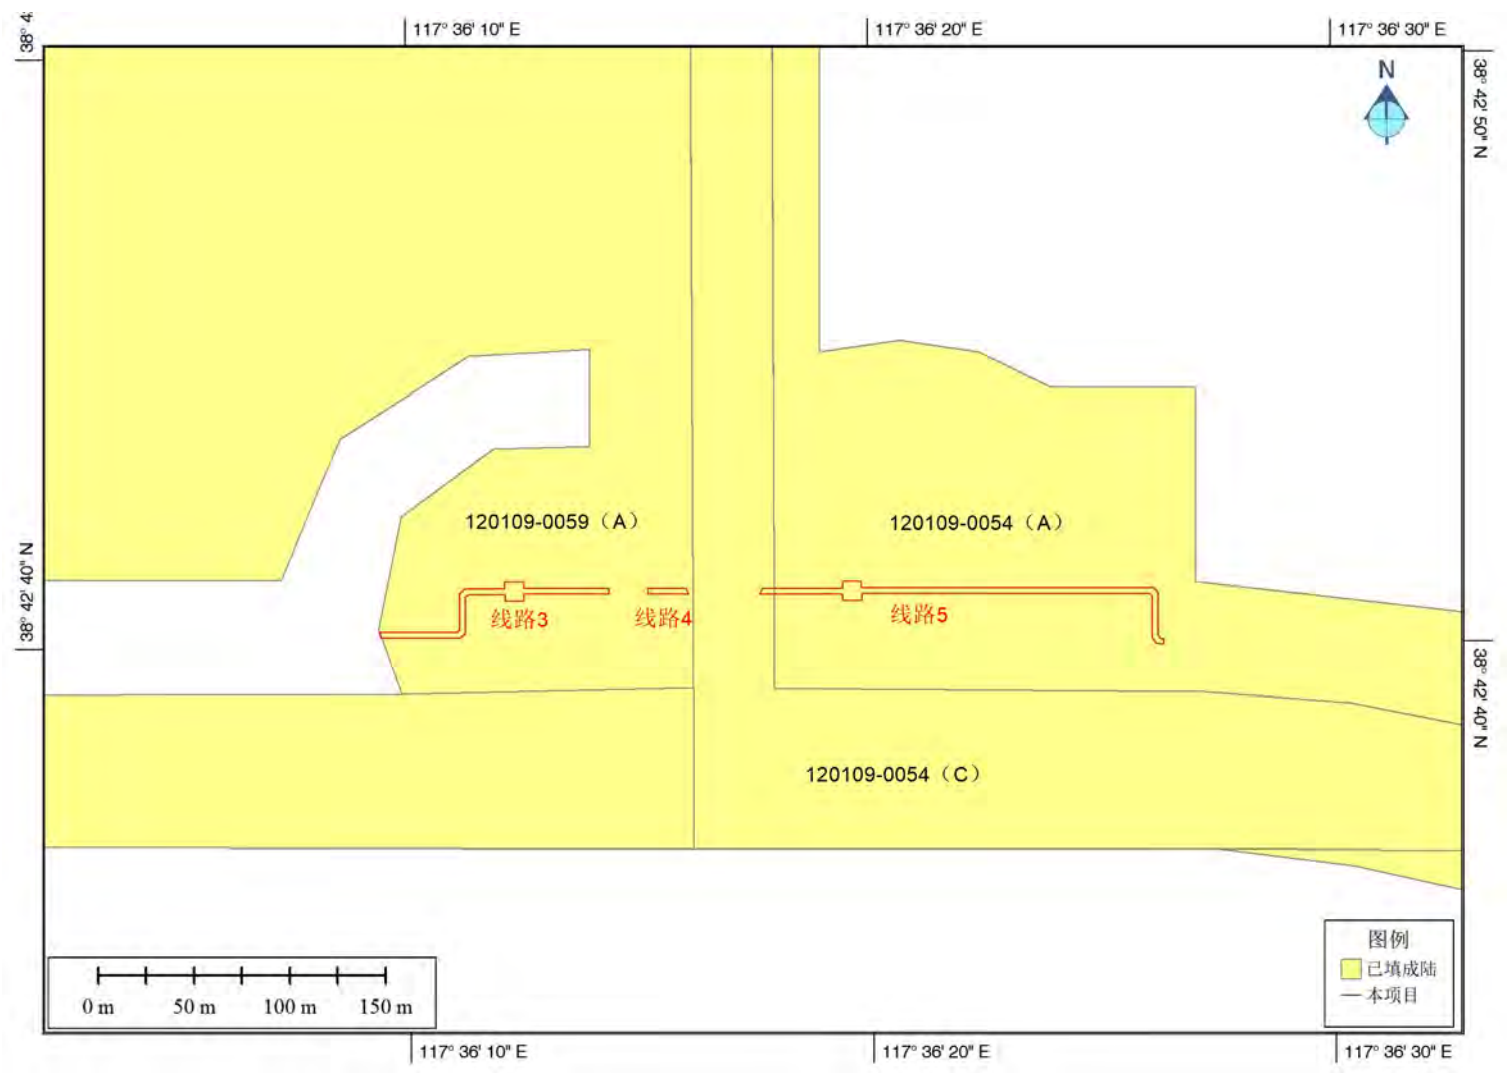 117° 36' 10" E
117° 36' 20" E
117° 36' 30" E
38° 4
N
38° 42' 50" N
120109-0059（A）
120109-0054（A）
38° 42' 40" N
线路3
线路4
线路5
38° 42' 40" N
120109-0054（C）
图例
已填成陆
本项目
0 m
50 m
100 m
150 m
117° 36' 10" E
117° 36' 20" E
117° 36' 30" E